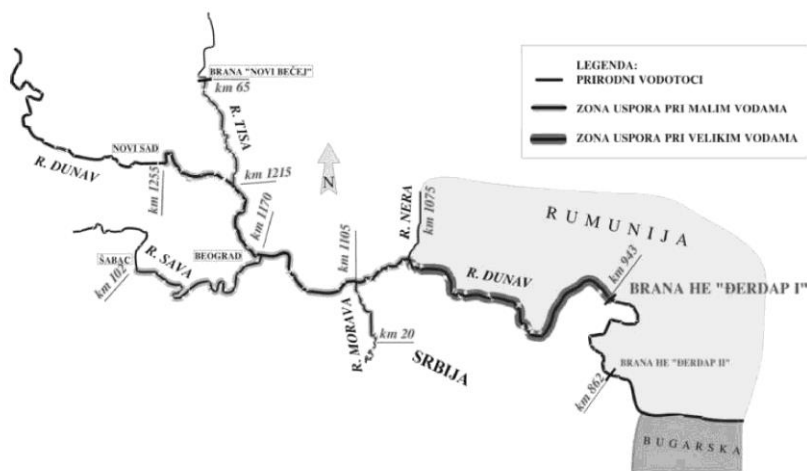 LEGENDA:
PRIRODNI VODOTOCI
ZONA USPORA PRI MALIM VODAMA
ZONA USPORA PRI VELIKIM VODAMA
BRANA "NOVI BEČEJ"
km 65
R. TISA
NOVI SAD
R. DUNAV
km 1255
km 1215
N
km 1170
R. SAVA
BEOGRAD
ŠABAC
km 102
km 1105
R. MORAVA
km 20
SRBIJA
R. NERA
km 1075
R. DUNAV
RUMUNIJA
km 943
BRANA HE "ĐERDAP I"
BRANA HE "ĐERDAP II"
km 862
BUGARSKA